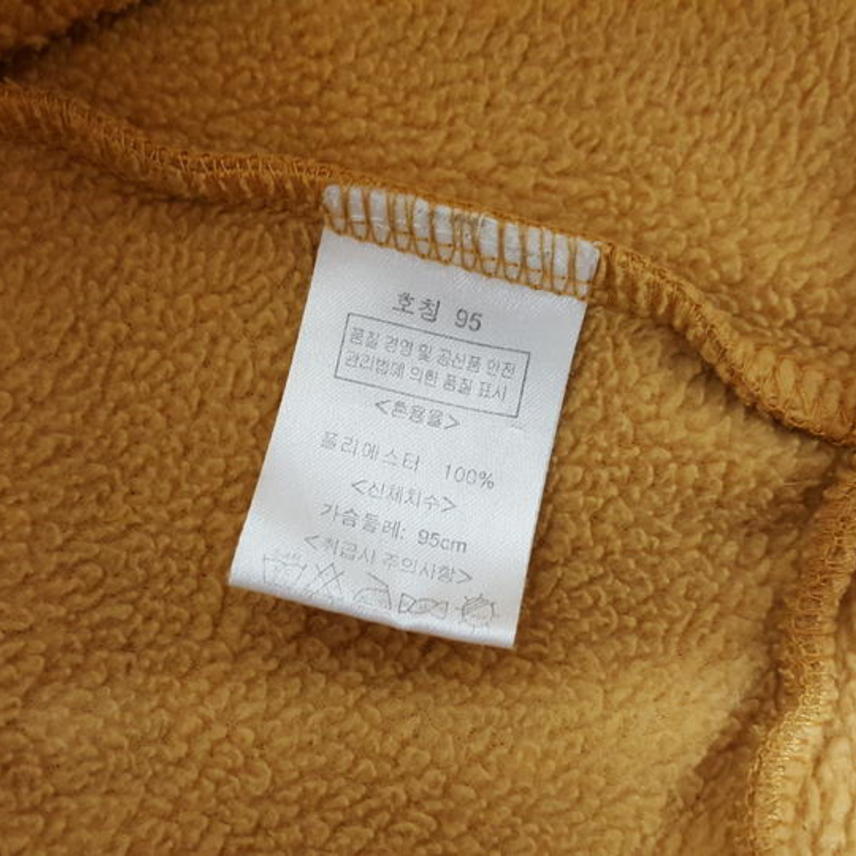 호칭 95
품질 경영 및 공산품 안전
관리법에 의한 품질 표시
<혼용율>
폴리에스터 100%
<신체치수>
가슴둘레: 95cm
<취급시 주의사항>